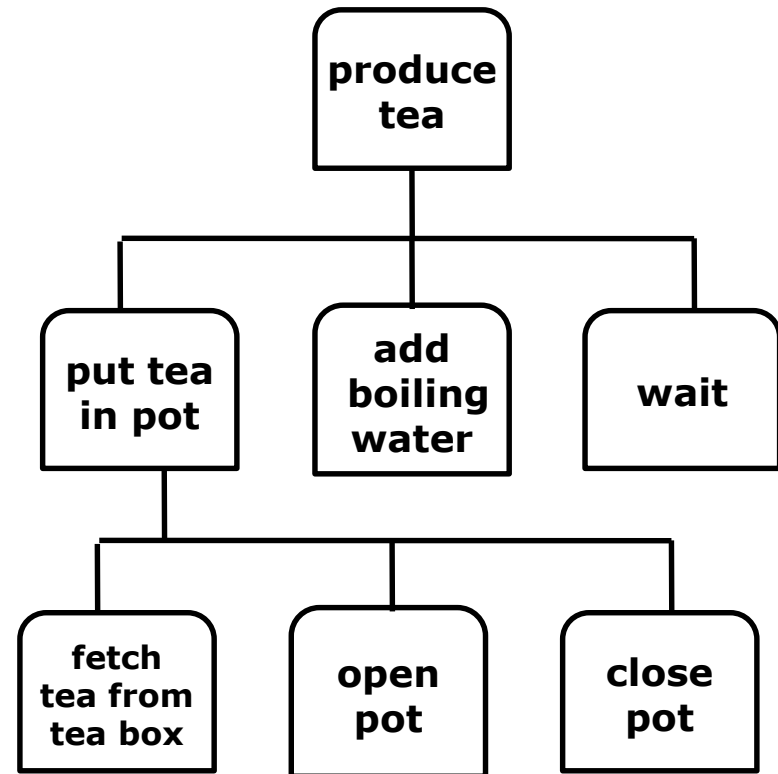 produce
tea
put tea
in pot
add
boiling
water
wait
fetch
tea from
tea box
open
pot
close
pot